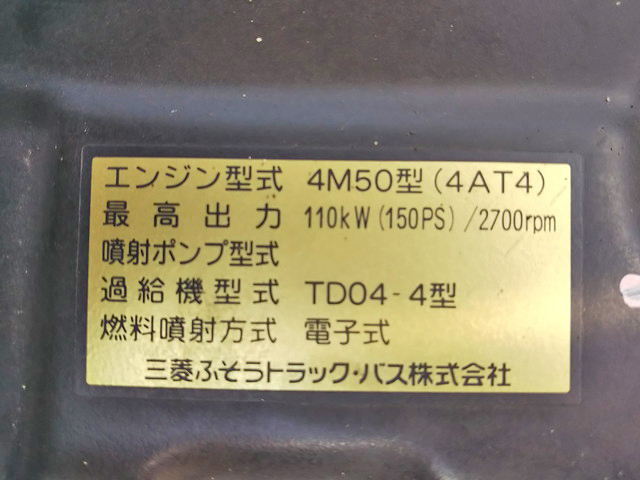 エンジン型式 4M50型(4AT4)
最高出力 110kW(150PS)/2700rpm
噴射ポンプ型式
過給機型式 TD04-4型
燃料噴射方式 電子式
三菱ふそうトラック・バス株式会社